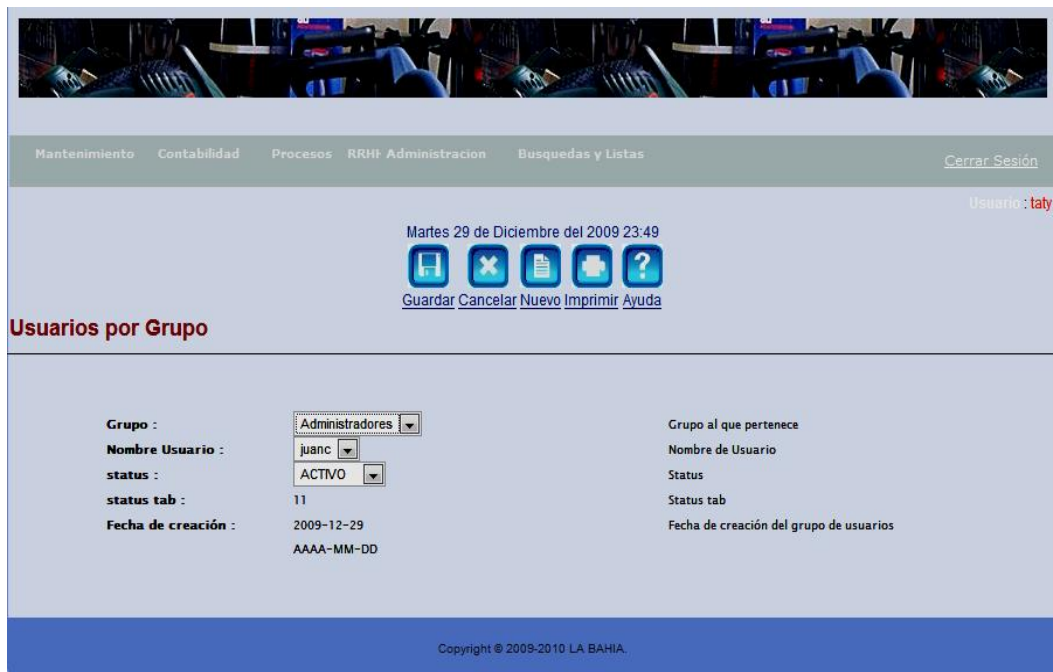 Mantenimiento Contabilidad Procesos RRHH Administracion Busquedas y Listas
Cerrar Sesión
Usuario : taty
Martes 29 de Diciembre del 2009 23:49
Guardar Cancelar Nuevo Imprimir Ayuda
Usuarios por Grupo
Grupo : Administradores Grupo al que pertenece
Nombre Usuario : juanc Nombre de Usuario
status : ACTIVO Status
status tab : 11 Status tab
Fecha de creación : 2009-12-29 Fecha de creación del grupo de usuarios
AAAA-MM-DD
Copyright © 2009-2010 LA BAHIA.